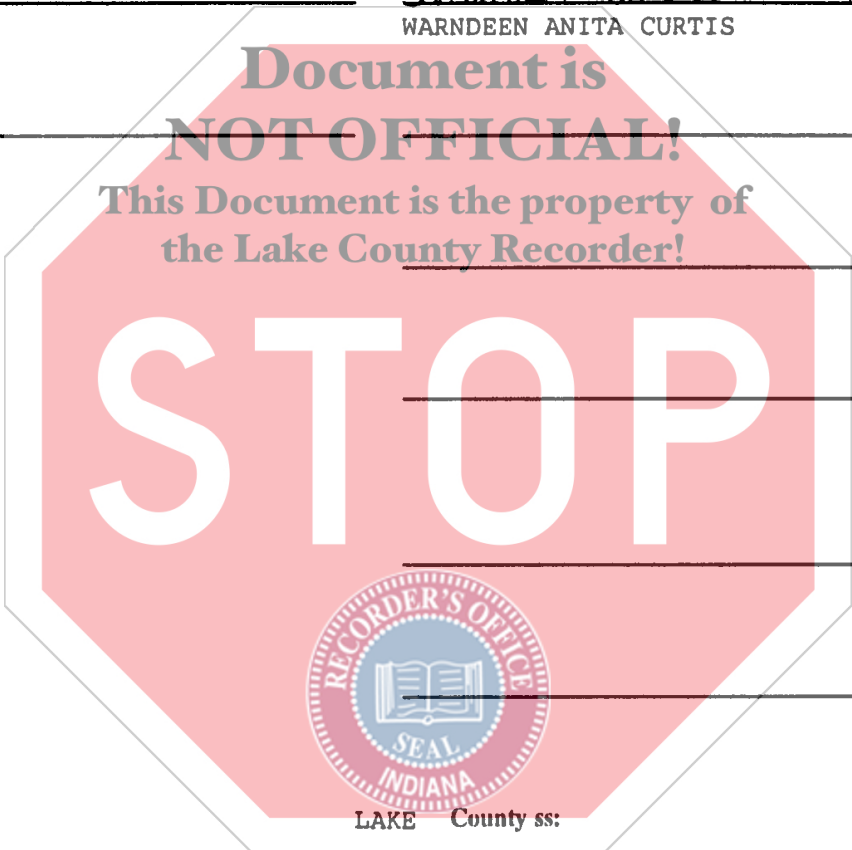 WARNDEEN ANITA CURTIS
Document is
NOT OFFICIAL!
This Document is the property of
the Lake County Recorder!
STOP
RECORDER'S OFFICE
SEAL
INDIANA
LAKE County ss: